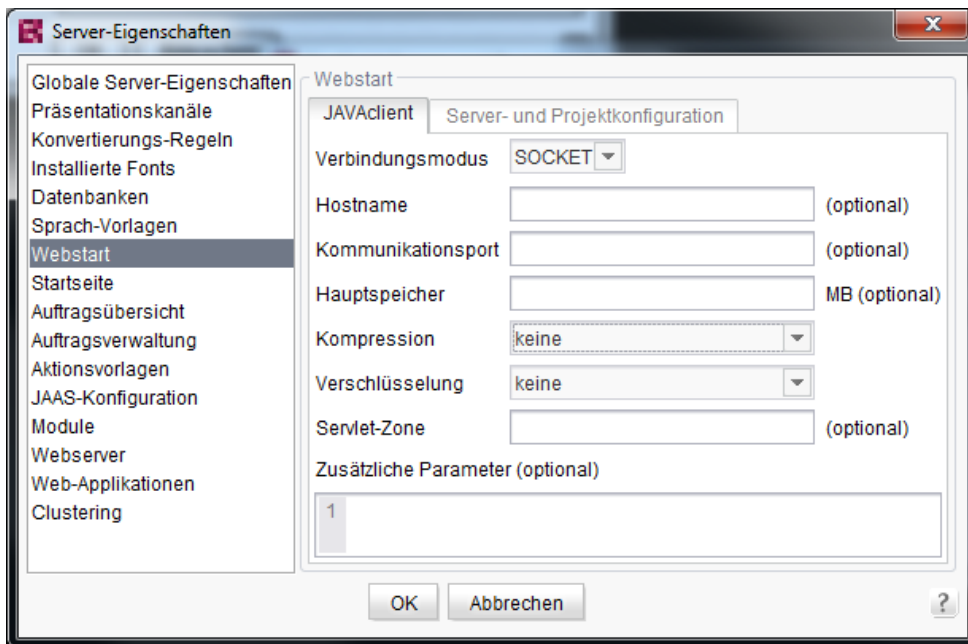 Server-Eigenschaften
Globale Server-Eigenschaften
Präsentationskanäle
Konvertierungs-Regeln
Installierte Fonts
Datenbanken
Sprach-Vorlagen
Webstart
Startseite
Auftragsübersicht
Auftragsverwaltung
Aktionsvorlagen
JAAS-Konfiguration
Module
Webserver
Web-Applikationen
Clustering
Webstart
JAVAclient Server- und Projektkonfiguration
Verbindungsmodus SOCKET
Hostname (optional)
Kommunikationsport (optional)
Hauptspeicher MB (optional)
Kompression keine
Verschlüsselung keine
Servlet-Zone (optional)
Zusätzliche Parameter (optional)
1
OK Abbrechen ?